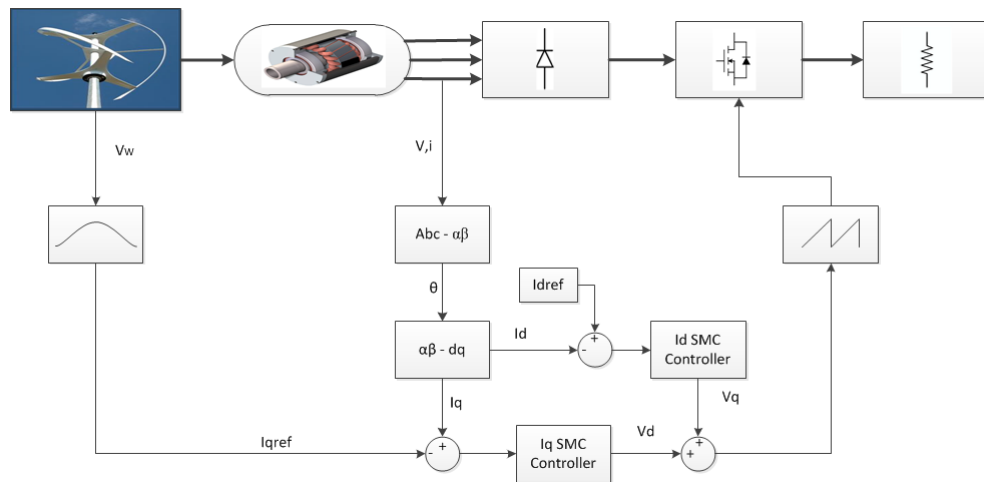 Vw
V,i
Abc - αβ
θ
Idref
αβ - dq
Id
- +
Id SMC
Controller
Iq
Vq
Iqref
- +
Iq SMC
Controller
Vd
+ +